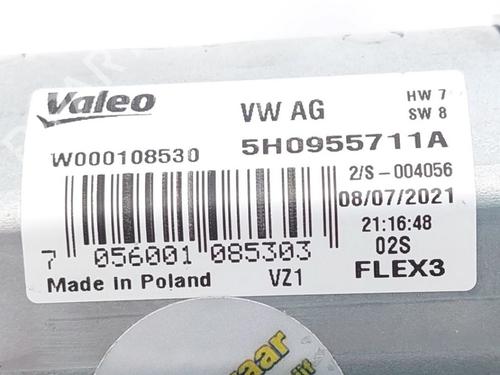 Valeo
VW AG
HW 7
SW 8
W000108530
5H0955711A
2/S-004056
08/07/2021
21:16:48
02S
7 056001 085303
Made in Poland
VZ1
FLEX3